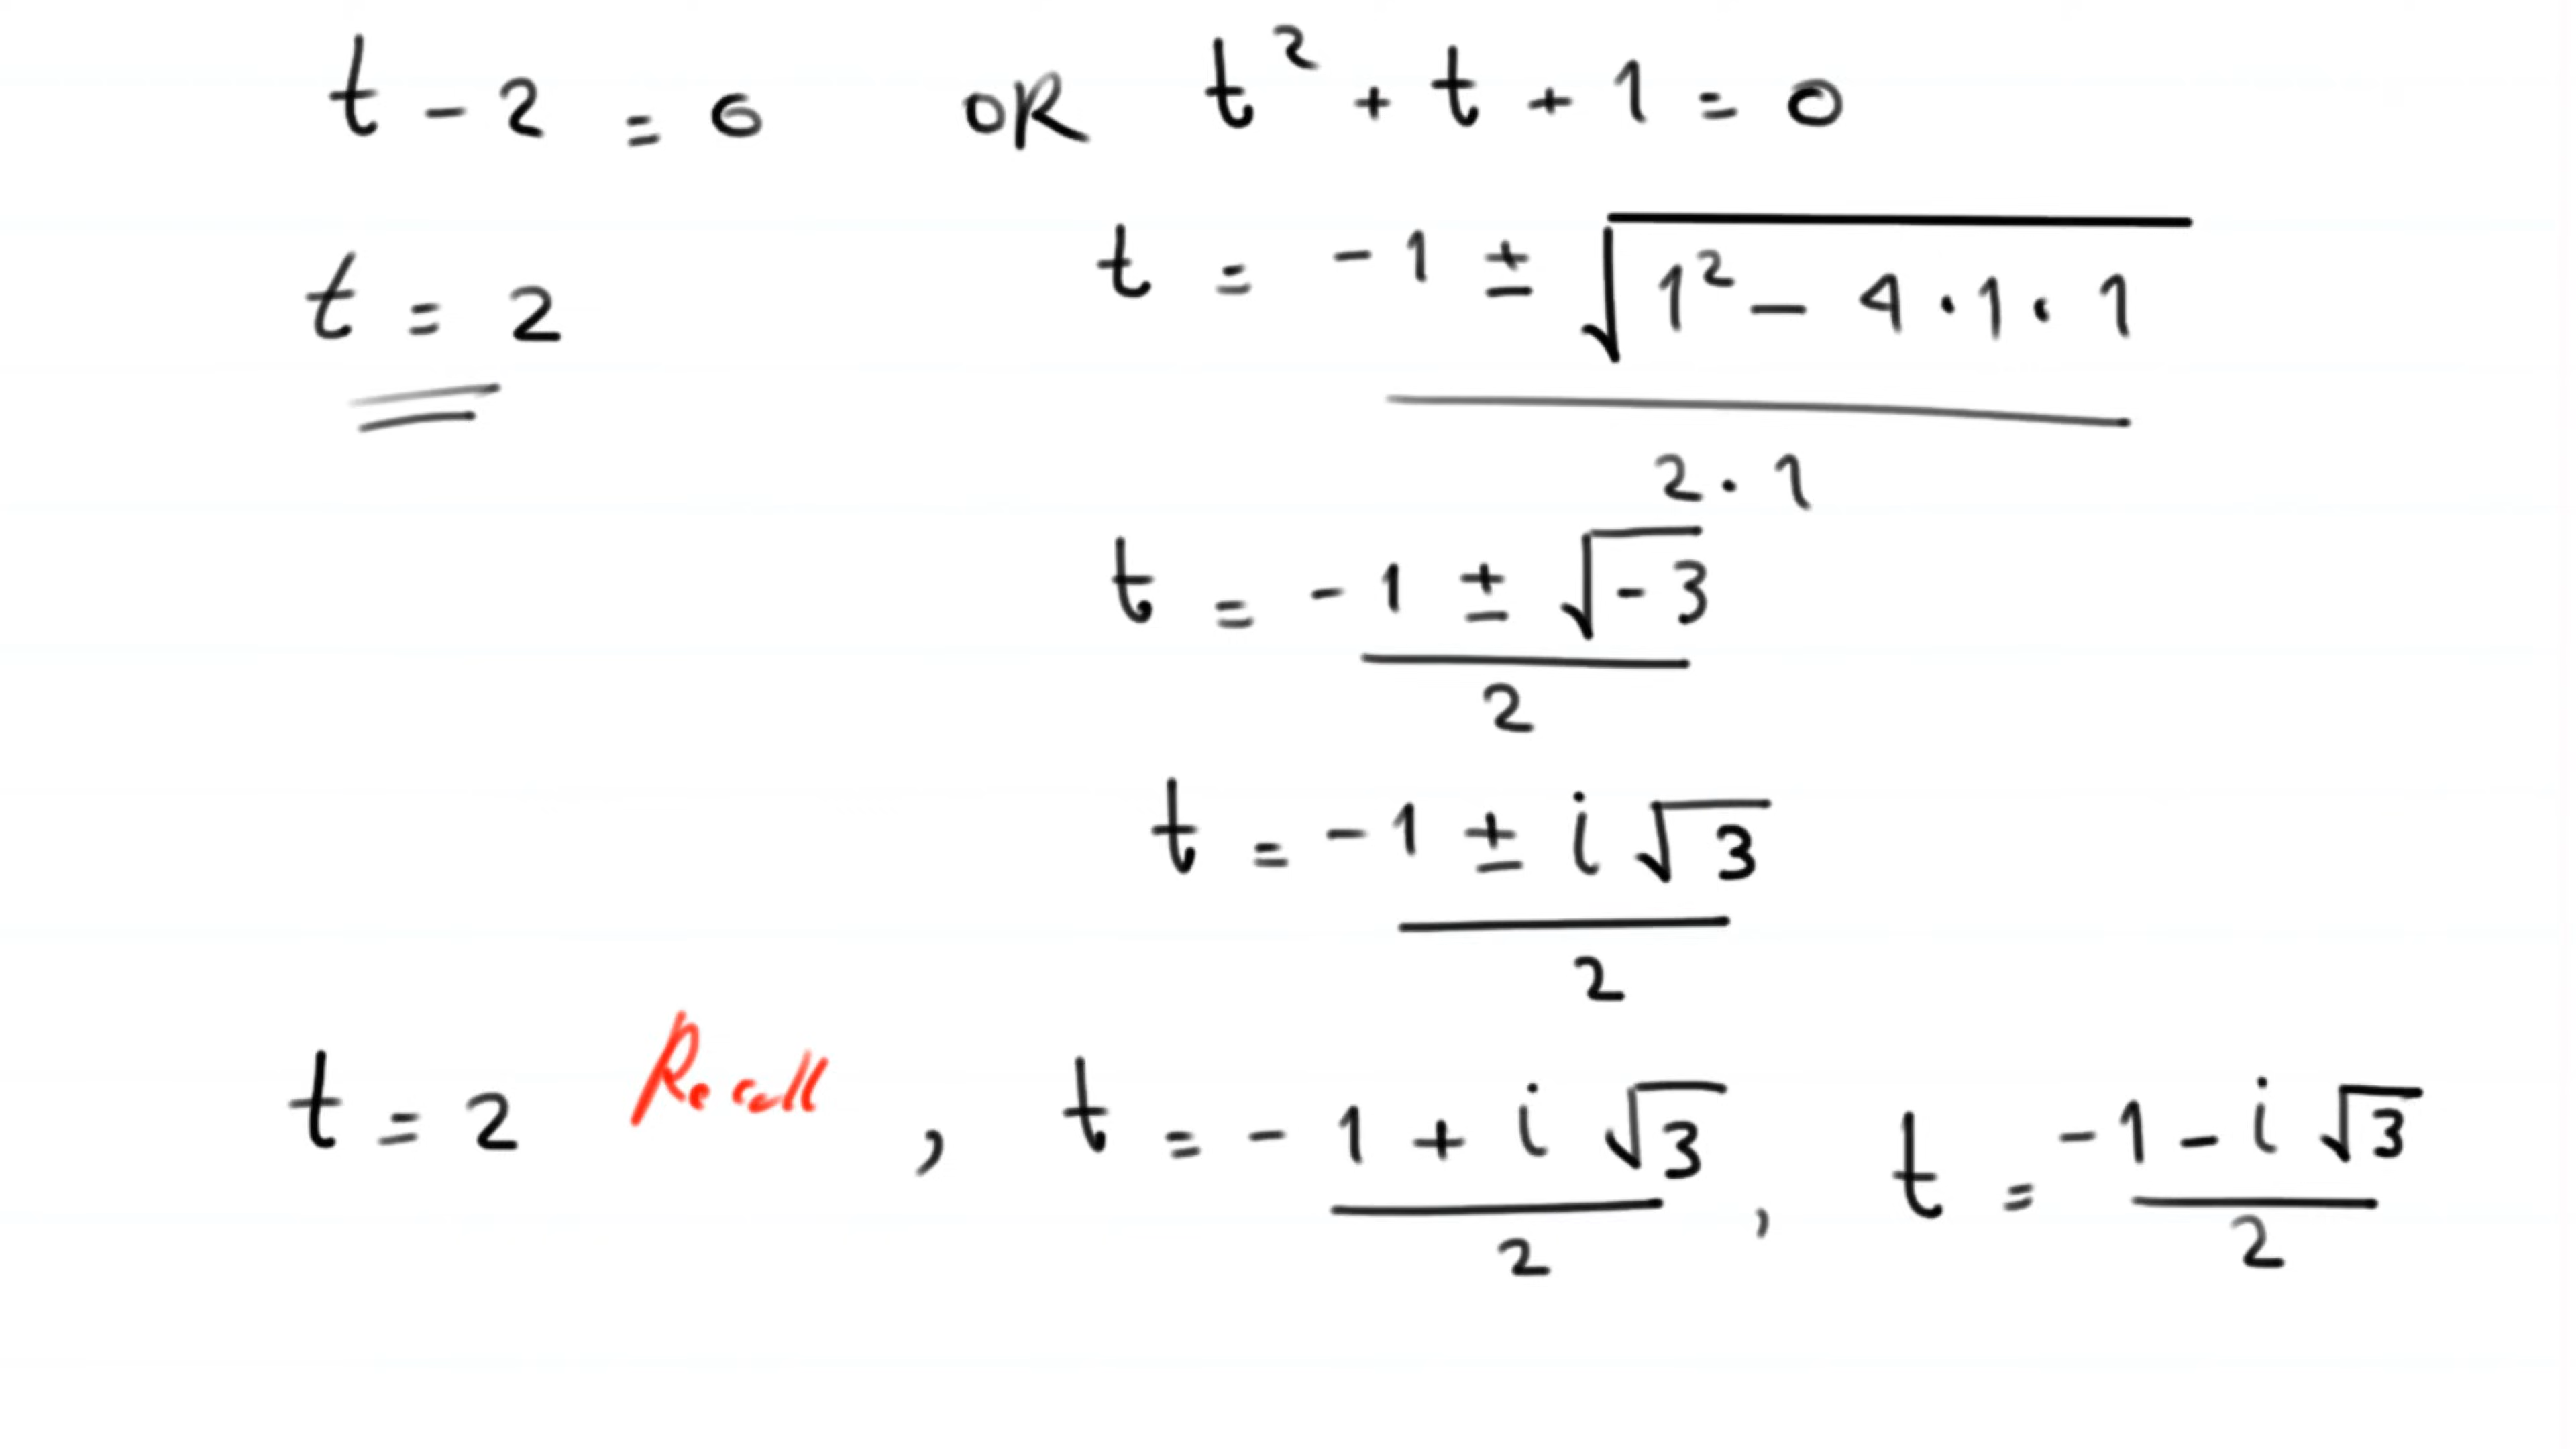 t - 2 = 0 OR t² + t + 1 = 0
t = 2
t = -1 ± √(1² - 4 · 1 · 1)
2 · 1
t = -1 ± √-3
2
t = -1 ± i √3
2
t = 2 Recall , t = -1 + i √3 , t = -1 - i √3
2 2